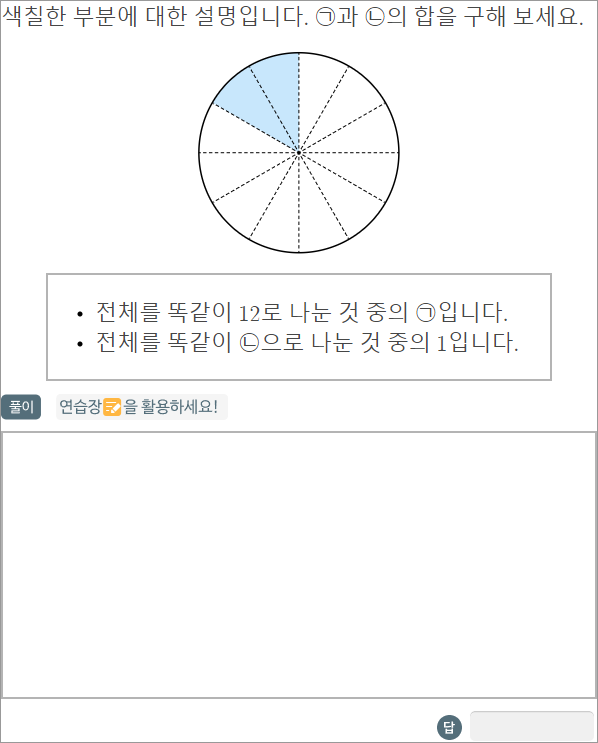 색칠한 부분에 대한 설명입니다. ㉠과 ㉡의 합을 구해 보세요.
• 전체를 똑같이 12로 나눈 것 중의 ㉠입니다.
• 전체를 똑같이 ㉡으로 나눈 것 중의 1입니다.
풀이 연습장을 활용하세요!
답